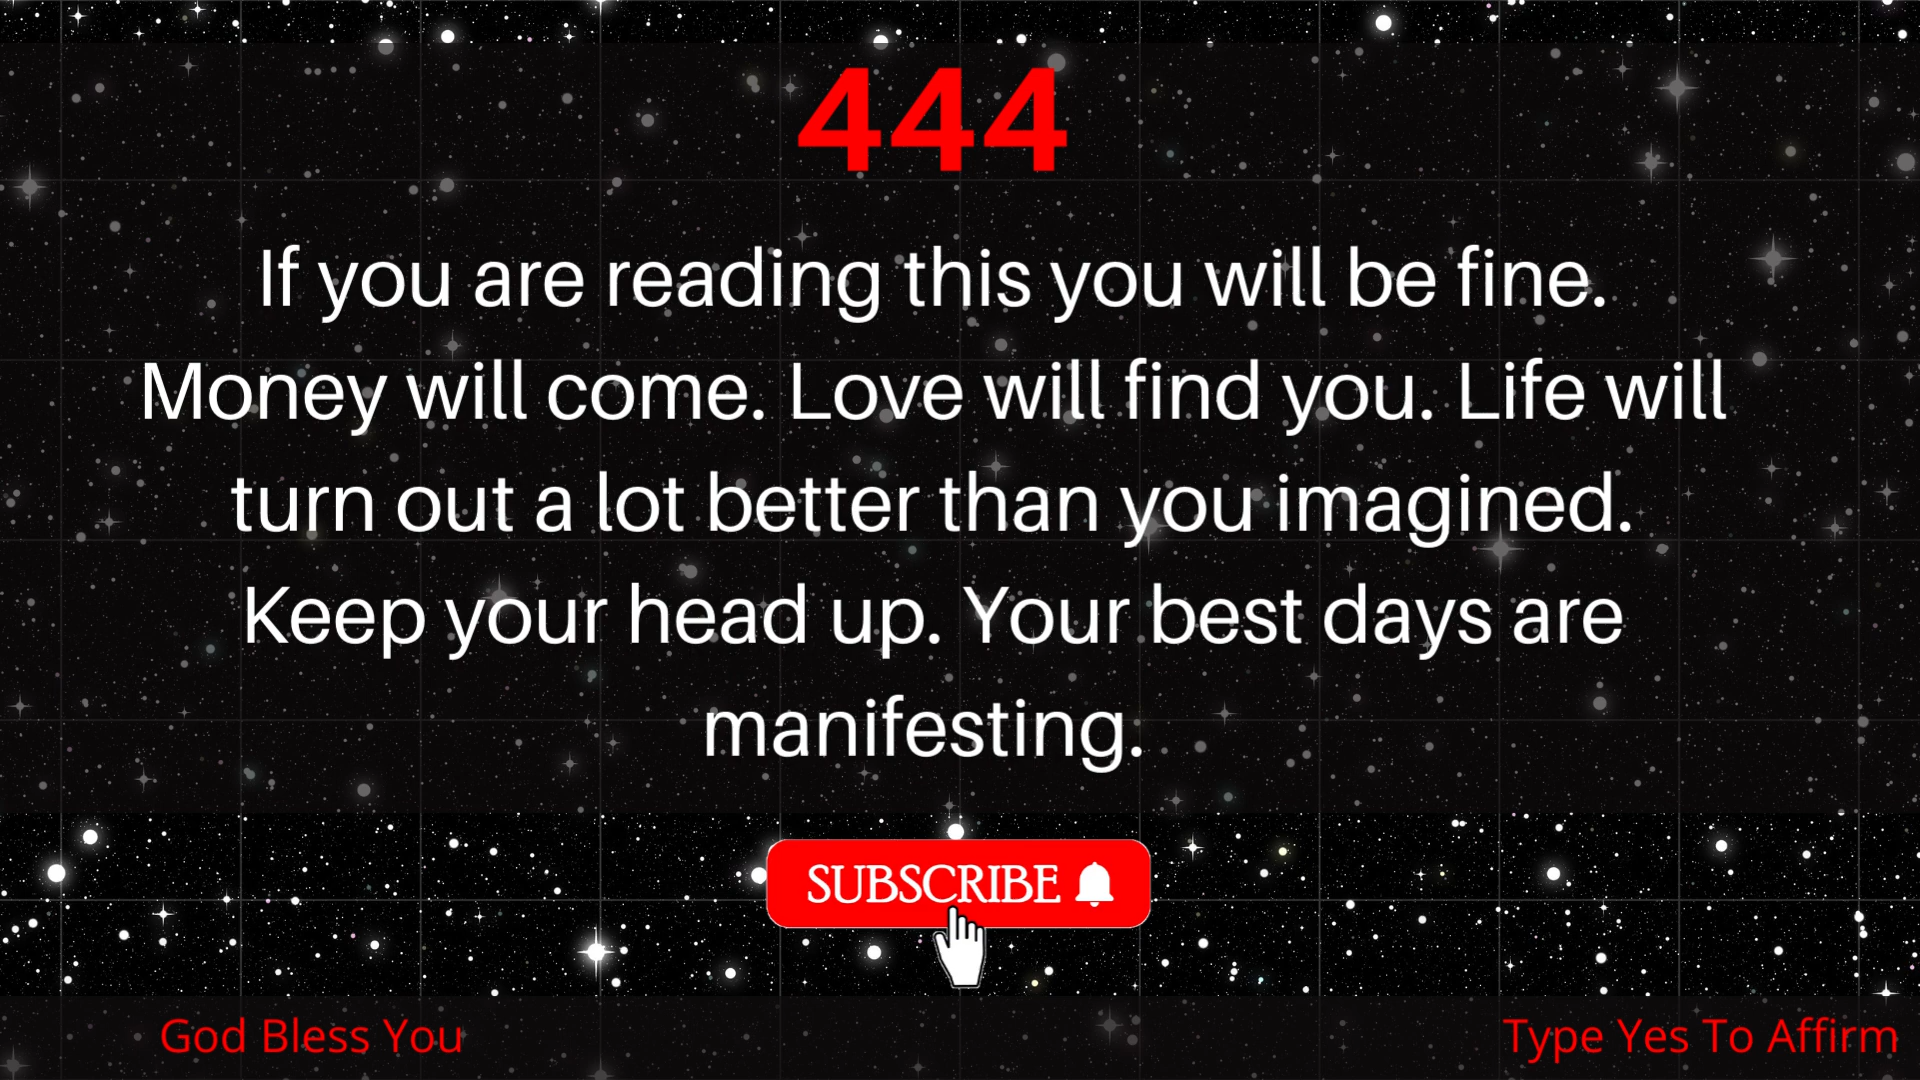 444
If you are reading this you will be fine.
Money will come. Love will find you. Life will
turn out a lot better than you imagined.
Keep your head up. Your best days are
manifesting.
SUBSCRIBE
God Bless You
Type Yes To Affirm